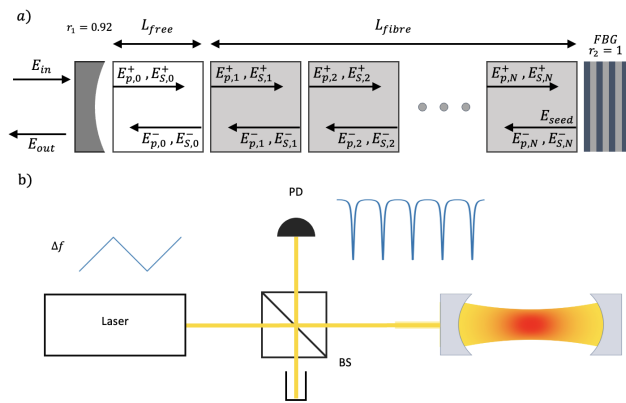 a)
r₁ = 0.92
L_free
L_fibre
FBG
r₂ = 1
E_in
E⁺_p,0 , E⁺_S,0
E⁺_p,1 , E⁺_S,1
E⁺_p,2 , E⁺_S,2
E⁺_p,N , E⁺_S,N
E_seed
E_out
E⁻_p,0 , E⁻_S,0
E⁻_p,1 , E⁻_S,1
E⁻_p,2 , E⁻_S,2
E⁻_p,N , E⁻_S,N
b)
PD
Δf
Laser
BS